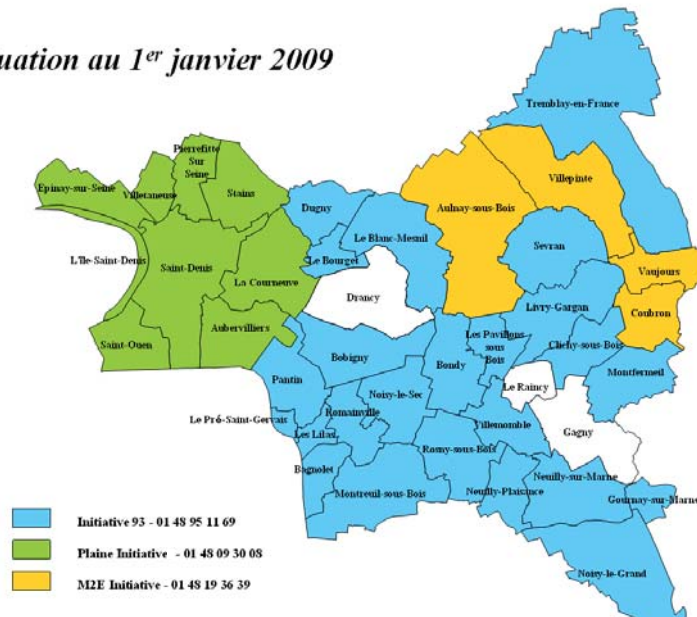 uation au 1er janvier 2009
Tremblay-en-France
Pierrefitte
Sur
Seine
Villepinte
Epinay-sur-Seine
Villetaneuse
Stains
Dugny
Aulnay-sous-Bois
Le Blanc-Mesnil
Sevran
L'Ile-Saint-Denis
Saint-Denis
Le Bourget
Vaujours
La Courneuve
Drancy
Livry-Gargan
Coubron
Aubervilliers
Saint-Ouen
Bobigny
Les Pavillons
sous
Bois
Clichy-sous-Bois
Bondy
Montfermeil
Pantin
Le Raincy
Noisy-le-Sec
Le Pré-Saint-Gervais
Romainville
Villemomble
Gagny
Les Lilas
Rosny-sous-Bois
Bagnolet
Neuilly-sur-Marne
Montreuil-sous-Bois
Neuilly-Plaisance
Gournay-sur-Marne
Noisy-le-Grand
Initiative 93 - 01 48 95 11 69
Plaine Initiative - 01 48 09 30 08
M2E Initiative - 01 48 19 36 39